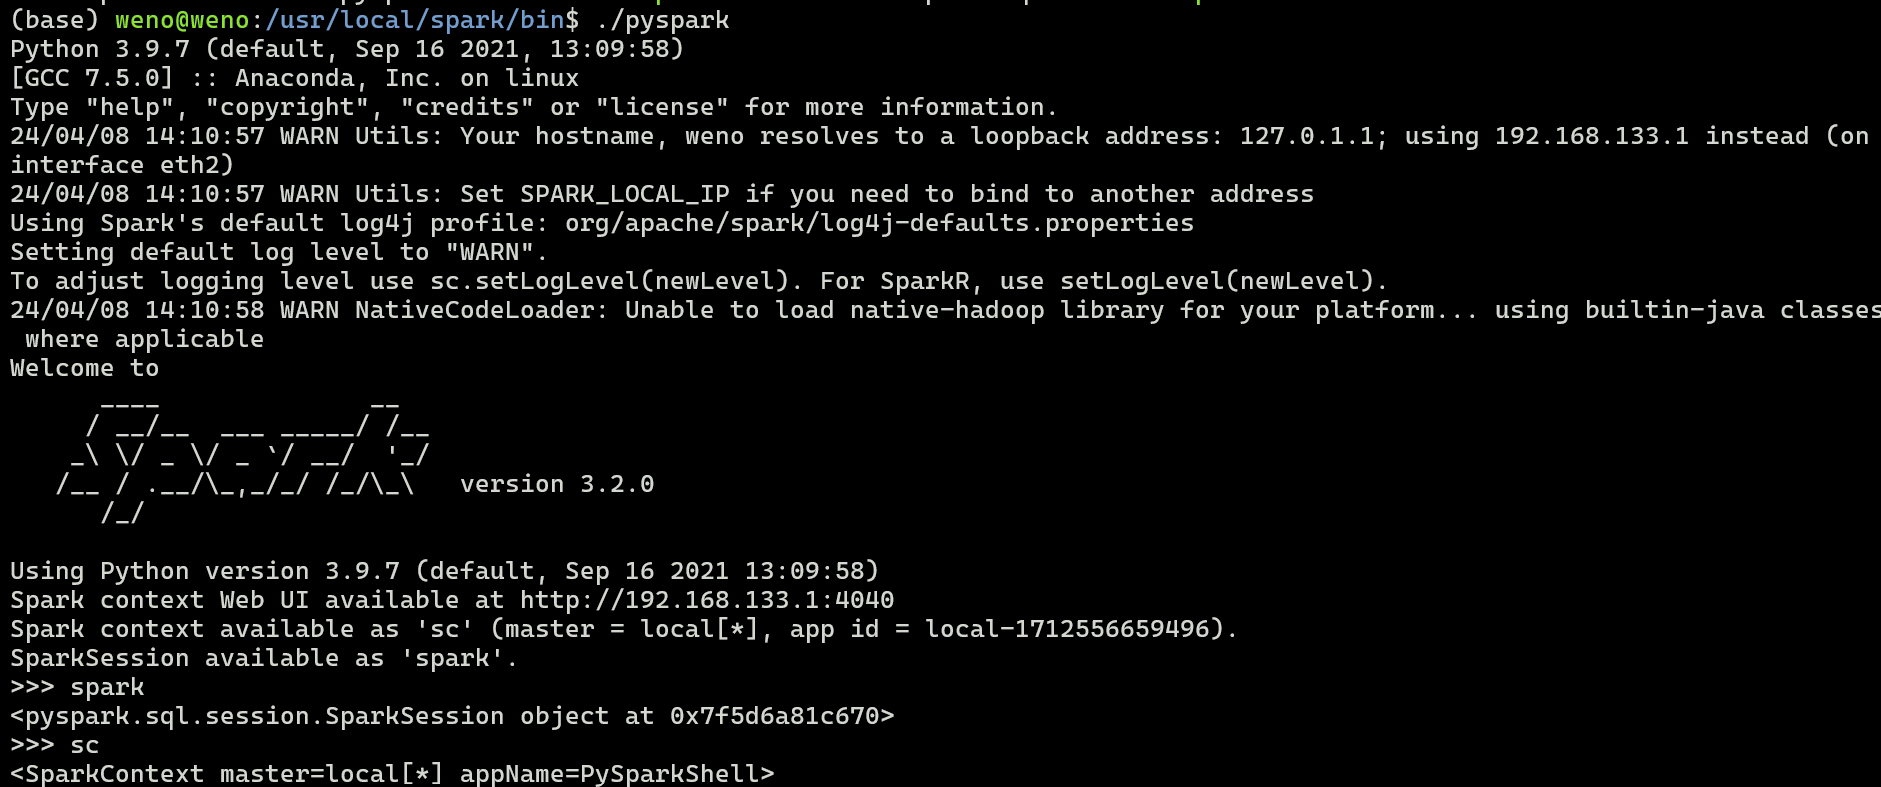 (base) weno@weno:/usr/local/spark/bin$ ./pyspark
Python 3.9.7 (default, Sep 16 2021, 13:09:58)
[GCC 7.5.0] :: Anaconda, Inc. on linux
Type "help", "copyright", "credits" or "license" for more information.
24/04/08 14:10:57 WARN Utils: Your hostname, weno resolves to a loopback address: 127.0.1.1; using 192.168.133.1 instead (on
interface eth2)
24/04/08 14:10:57 WARN Utils: Set SPARK_LOCAL_IP if you need to bind to another address
Using Spark's default log4j profile: org/apache/spark/log4j-defaults.properties
Setting default log level to "WARN".
To adjust logging level use sc.setLogLevel(newLevel). For SparkR, use setLogLevel(newLevel).
24/04/08 14:10:58 WARN NativeCodeLoader: Unable to load native-hadoop library for your platform... using builtin-java classes
 where applicable
Welcome to
      ____              __
     / __/__  ___ _____/ /__
    _\ \/ _ \/ _ `/ __/  '_/
   /__ / .__/\_,_/_/ /_/\_\   version 3.2.0
      /_/
Using Python version 3.9.7 (default, Sep 16 2021 13:09:58)
Spark context Web UI available at http://192.168.133.1:4040
Spark context available as 'sc' (master = local[*], app id = local-1712556659496).
SparkSession available as 'spark'.
>>> spark
<pyspark.sql.session.SparkSession object at 0x7f5d6a81c670>
>>> sc
<SparkContext master=local[*] appName=PySparkShell>